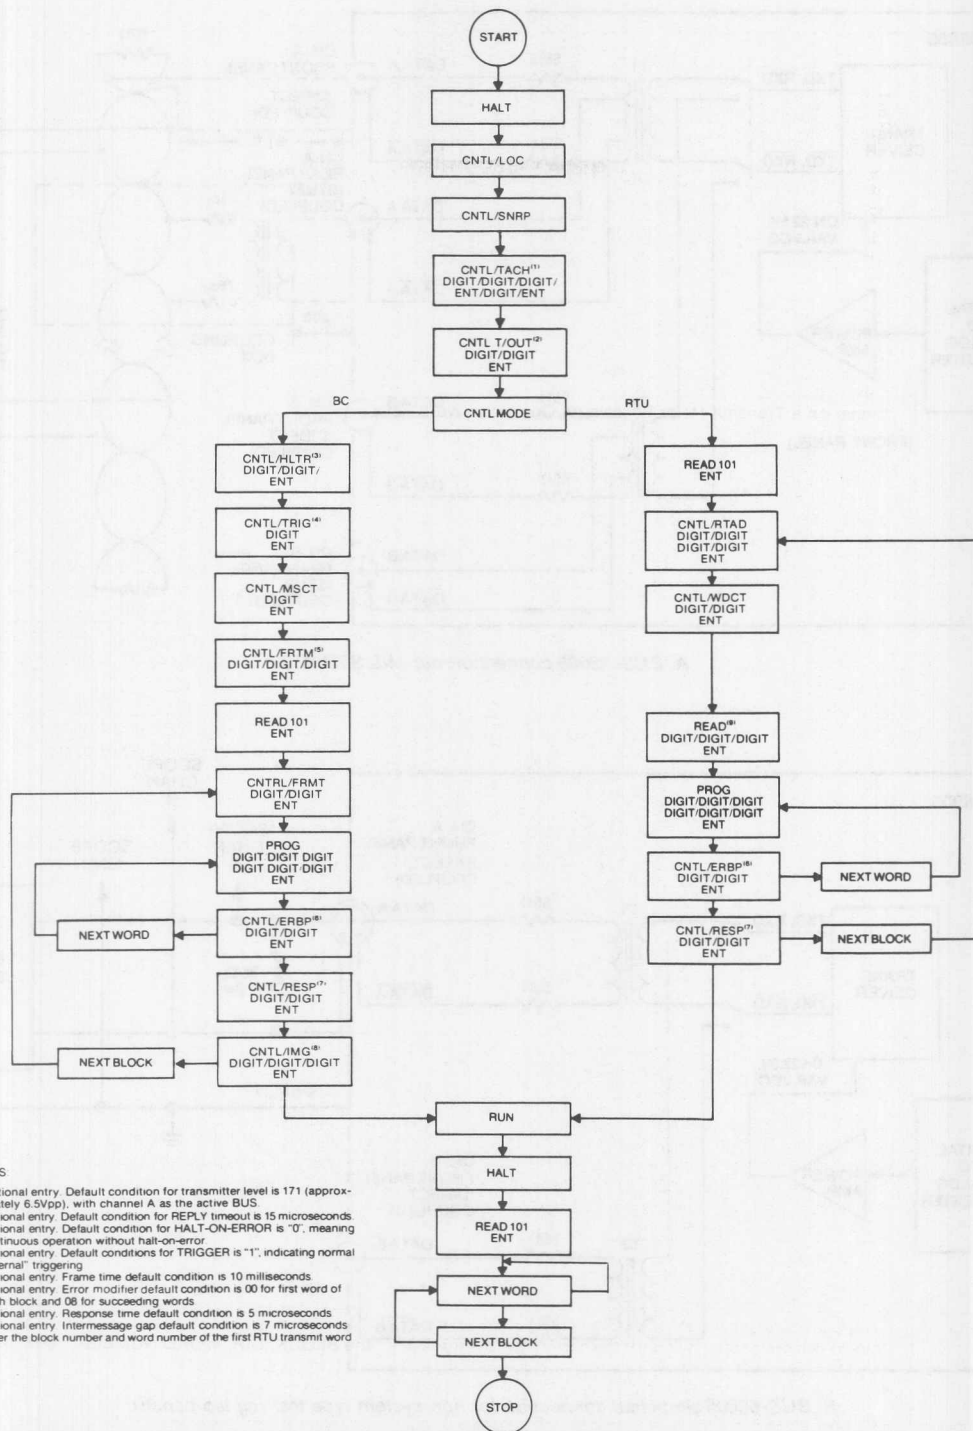 START
HALT
CNTL/LOC
CNTL/SNRP
CNTL/TACH(1)
DIGIT/DIGIT/DIGIT/
ENT/DIGIT/ENT
CNTL T/OUT(2)
DIGIT/DIGIT
ENT
BC
CNTL MODE
RTU
CNTL/HLTR(3)
DIGIT/DIGIT/
ENT
CNTL/TRIG(4)
DIGIT
ENT
CNTL/MSCT
DIGIT
ENT
CNTL/FRTM(5)
DIGIT/DIGIT/DIGIT
ENT
READ 101
ENT
CNTRL/FRMT
DIGIT/DIGIT
ENT
PROG
DIGIT DIGIT DIGIT
DIGIT DIGIT/DIGIT
ENT
NEXT WORD
CNTL/ERBP(6)
DIGIT/DIGIT
ENT
CNTL/RESP(7)
DIGIT/DIGIT
ENT
NEXT BLOCK
CNTL/IMG(8)
DIGIT/DIGIT/DIGIT
ENT
READ 101
ENT
CNTL/RTAD
DIGIT/DIGIT
DIGIT/DIGIT
ENT
CNTL/WDCT
DIGIT/DIGIT
ENT
READ(9)
DIGIT/DIGIT/DIGIT
ENT
PROG
DIGIT/DIGIT/DIGIT
DIGIT/DIGIT/DIGIT
ENT
CNTL/ERBP(6)
DIGIT/DIGIT
ENT
NEXT WORD
CNTL/RESP(7)
DIGIT/DIGIT
ENT
NEXT BLOCK
RUN
HALT
READ 101
ENT
NEXT WORD
NEXT BLOCK
STOP
S:
tional entry. Default condition for transmitter level is 171 (approx-
ately 6.5Vpp), with channel A as the active BUS.
ional entry. Default condition for REPLY timeout is 15 microseconds.
ional entry. Default condition for HALT-ON-ERROR is "0", meaning
tinuous operation without halt-on-error
ional entry. Default conditions for TRIGGER is "1", indicating normal
ernal" triggering
ional entry. Frame time default condition is 10 milliseconds
ional entry. Error modifier default condition is 00 for first word of
h block and 08 for succeeding words
ional entry. Response time default condition is 5 microseconds
ional entry. Intermessage gap default condition is 7 microseconds
er the block number and word number of the first RTU transmit word